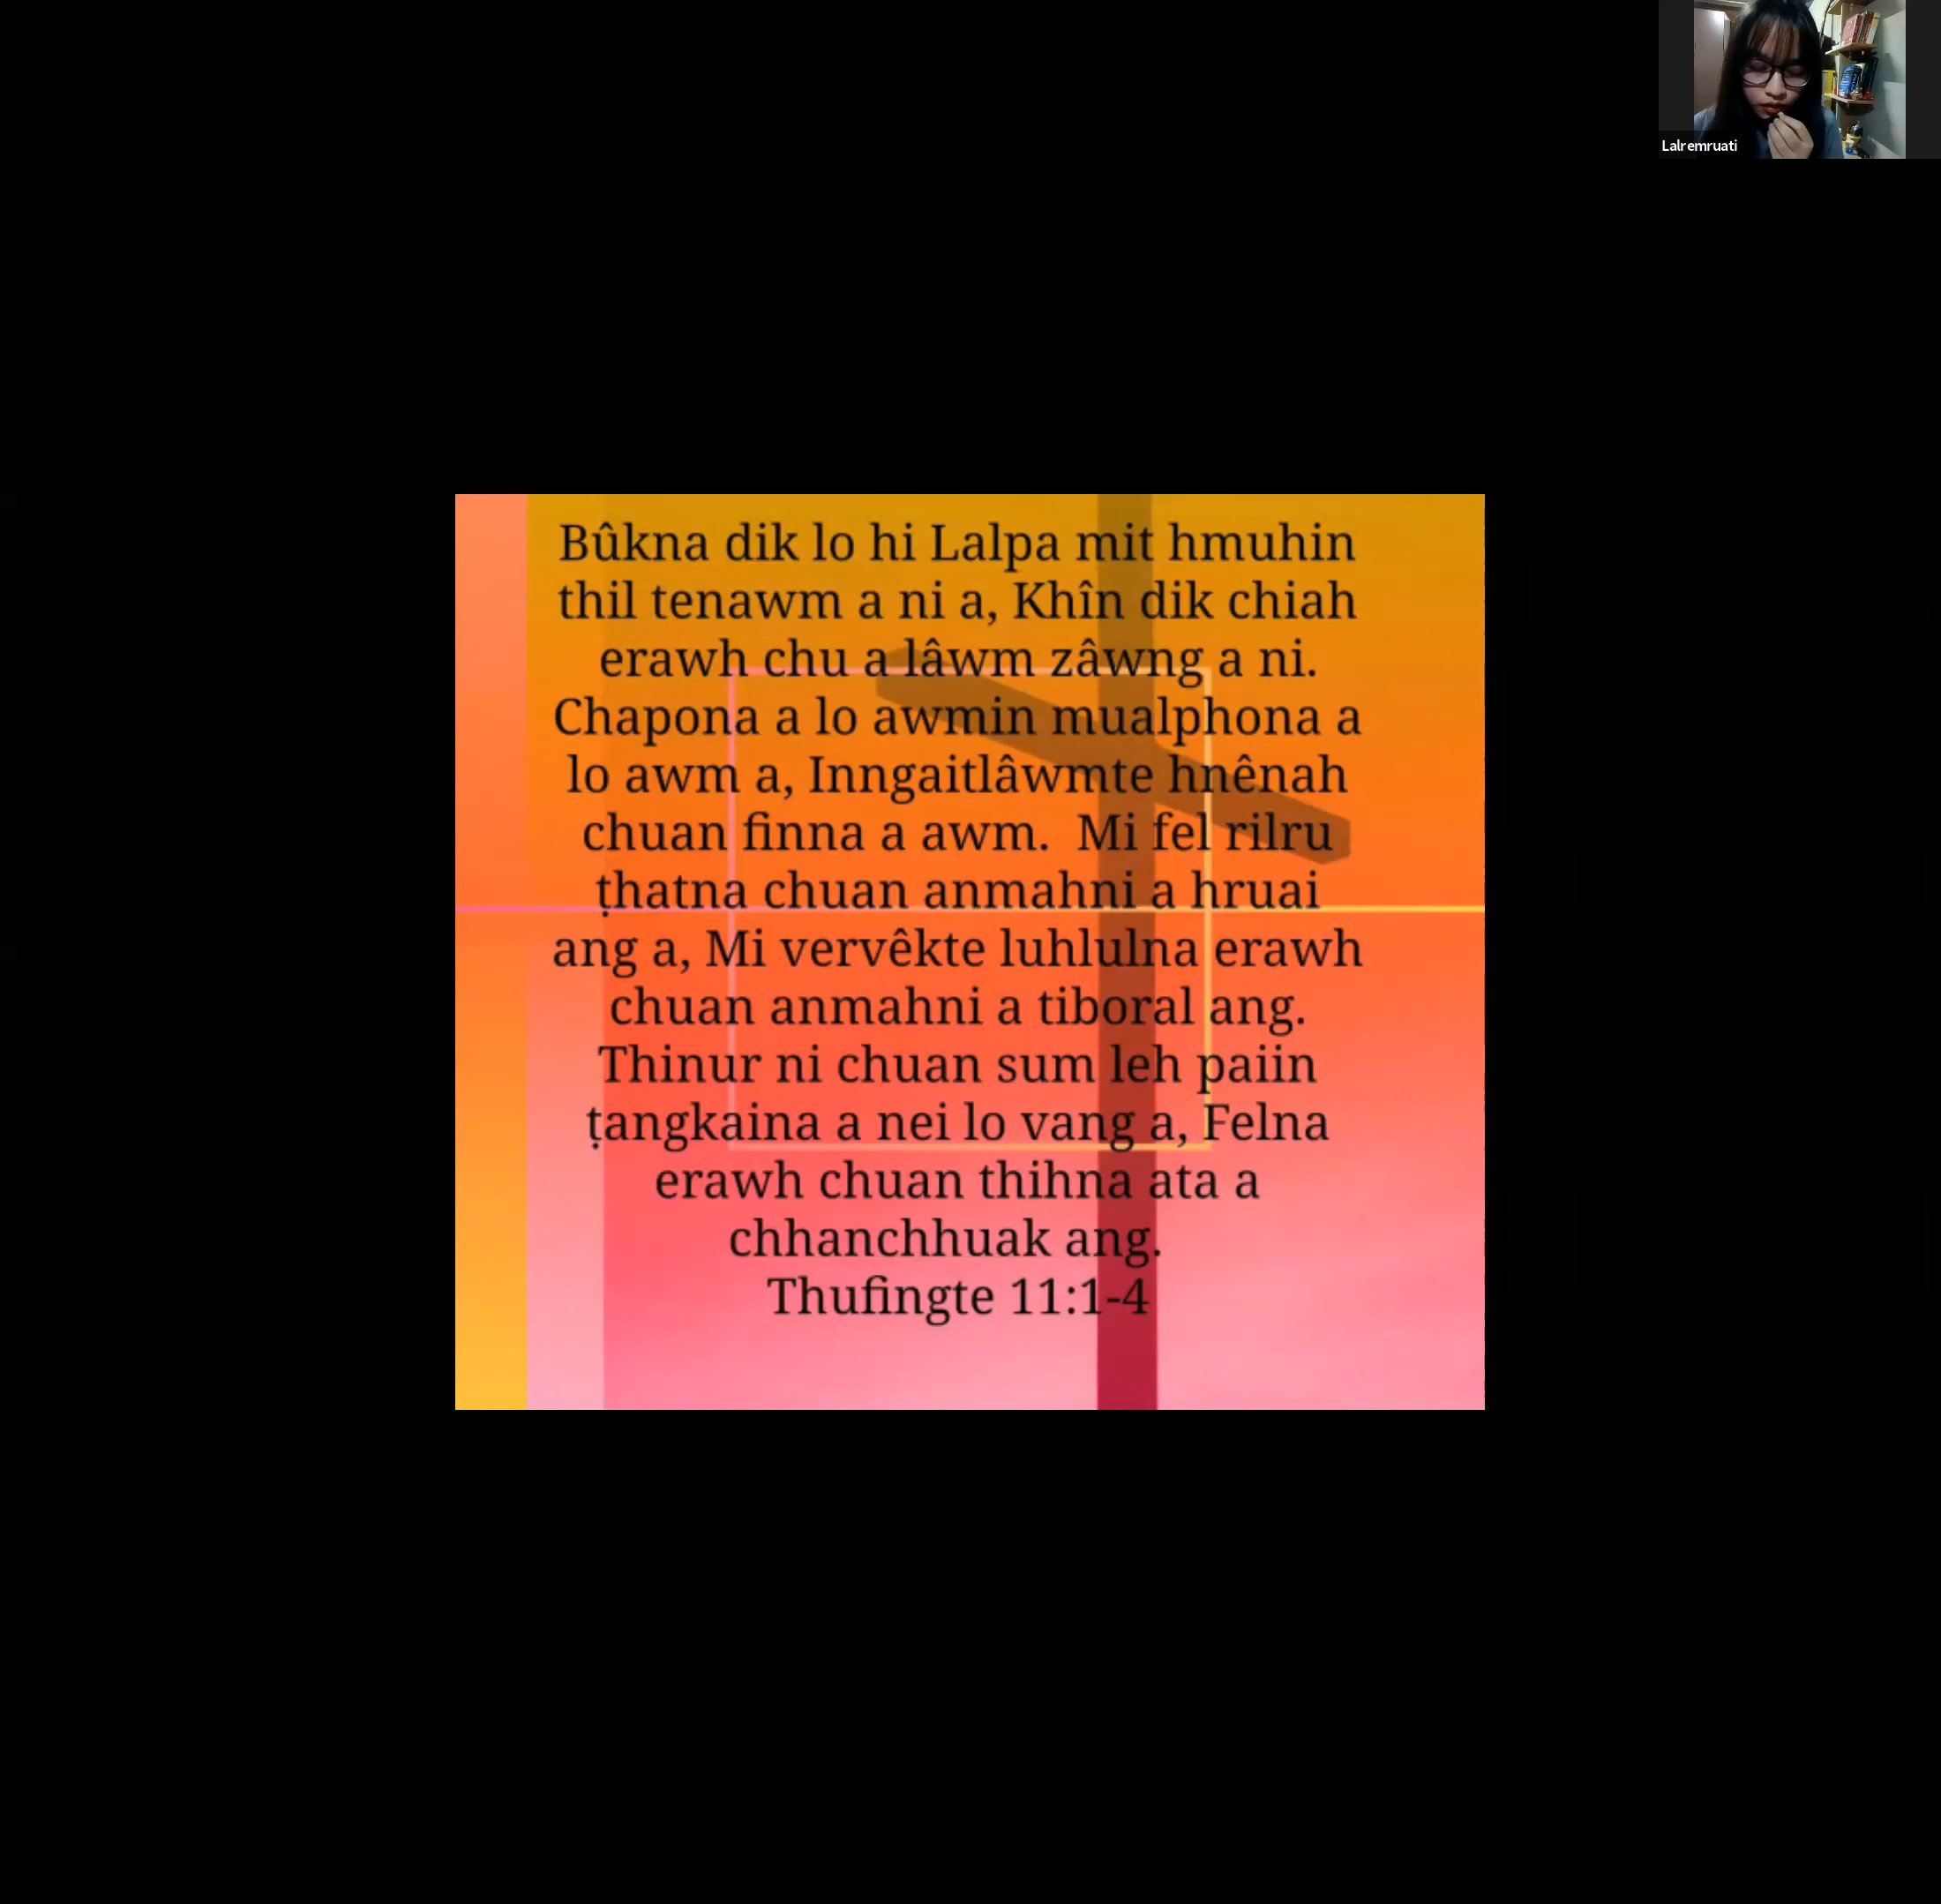 Lalremruati
Bûkna dik lo hi Lalpa mit hmuhin
thil tenawm a ni a, Khîn dik chiah
erawh chu a lâwm zâwng a ni.
Chapona a lo awmin mualphona a
lo awm a, Inngaitlâwmte hnênah
chuan finna a awm.  Mi fel rilru
ṭhatna chuan anmahni a hruai
ang a, Mi vervêkte luhlulna erawh
chuan anmahni a tiboral ang.
Thinur ni chuan sum leh paiin
ṭangkaina a nei lo vang a, Felna
erawh chuan thihna ata a
chhanchhuak ang.
Thufingte 11:1-4